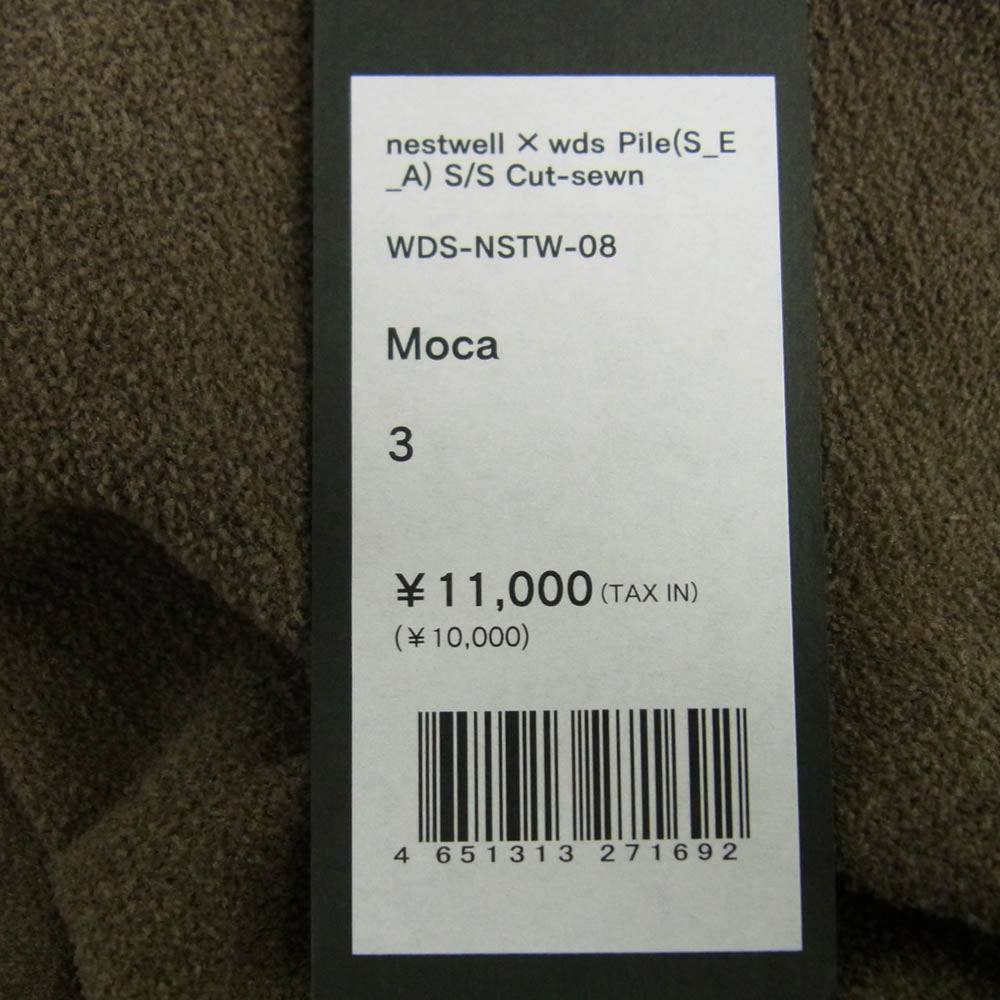 nestwell × wds Pile(S_E
_A) S/S Cut-sewn
WDS-NSTW-08
Moca
3
¥11,000(TAX IN)
(¥10,000)
4 651313 271692